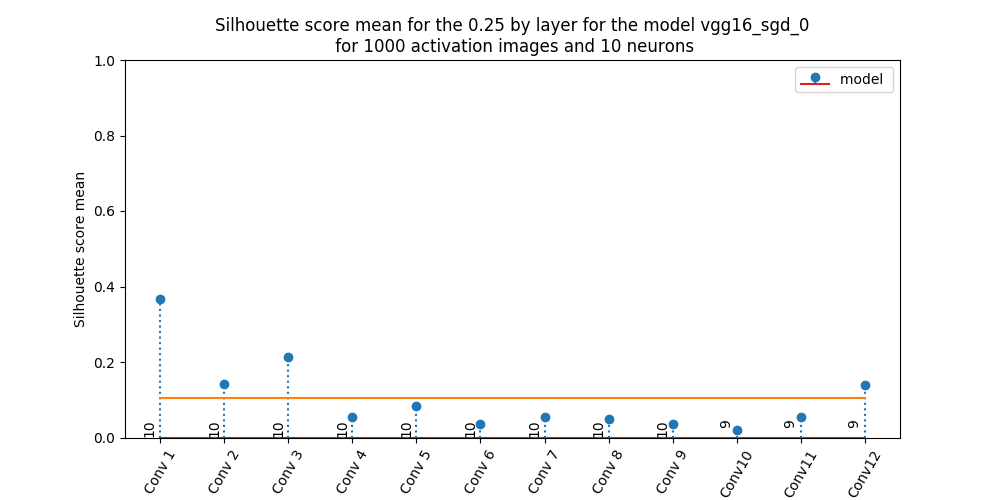 Silhouette score mean for the 0.25 by layer for the model vgg16_sgd_0
for 1000 activation images and 10 neurons
model
Silhouette score mean
1.0
0.8
0.6
0.4
0.2
0.0
10
10
10
10
10
10
10
10
10
9
9
9
Conv 1
Conv 2
Conv 3
Conv 4
Conv 5
Conv 6
Conv 7
Conv 8
Conv 9
Conv10
Conv11
Conv12